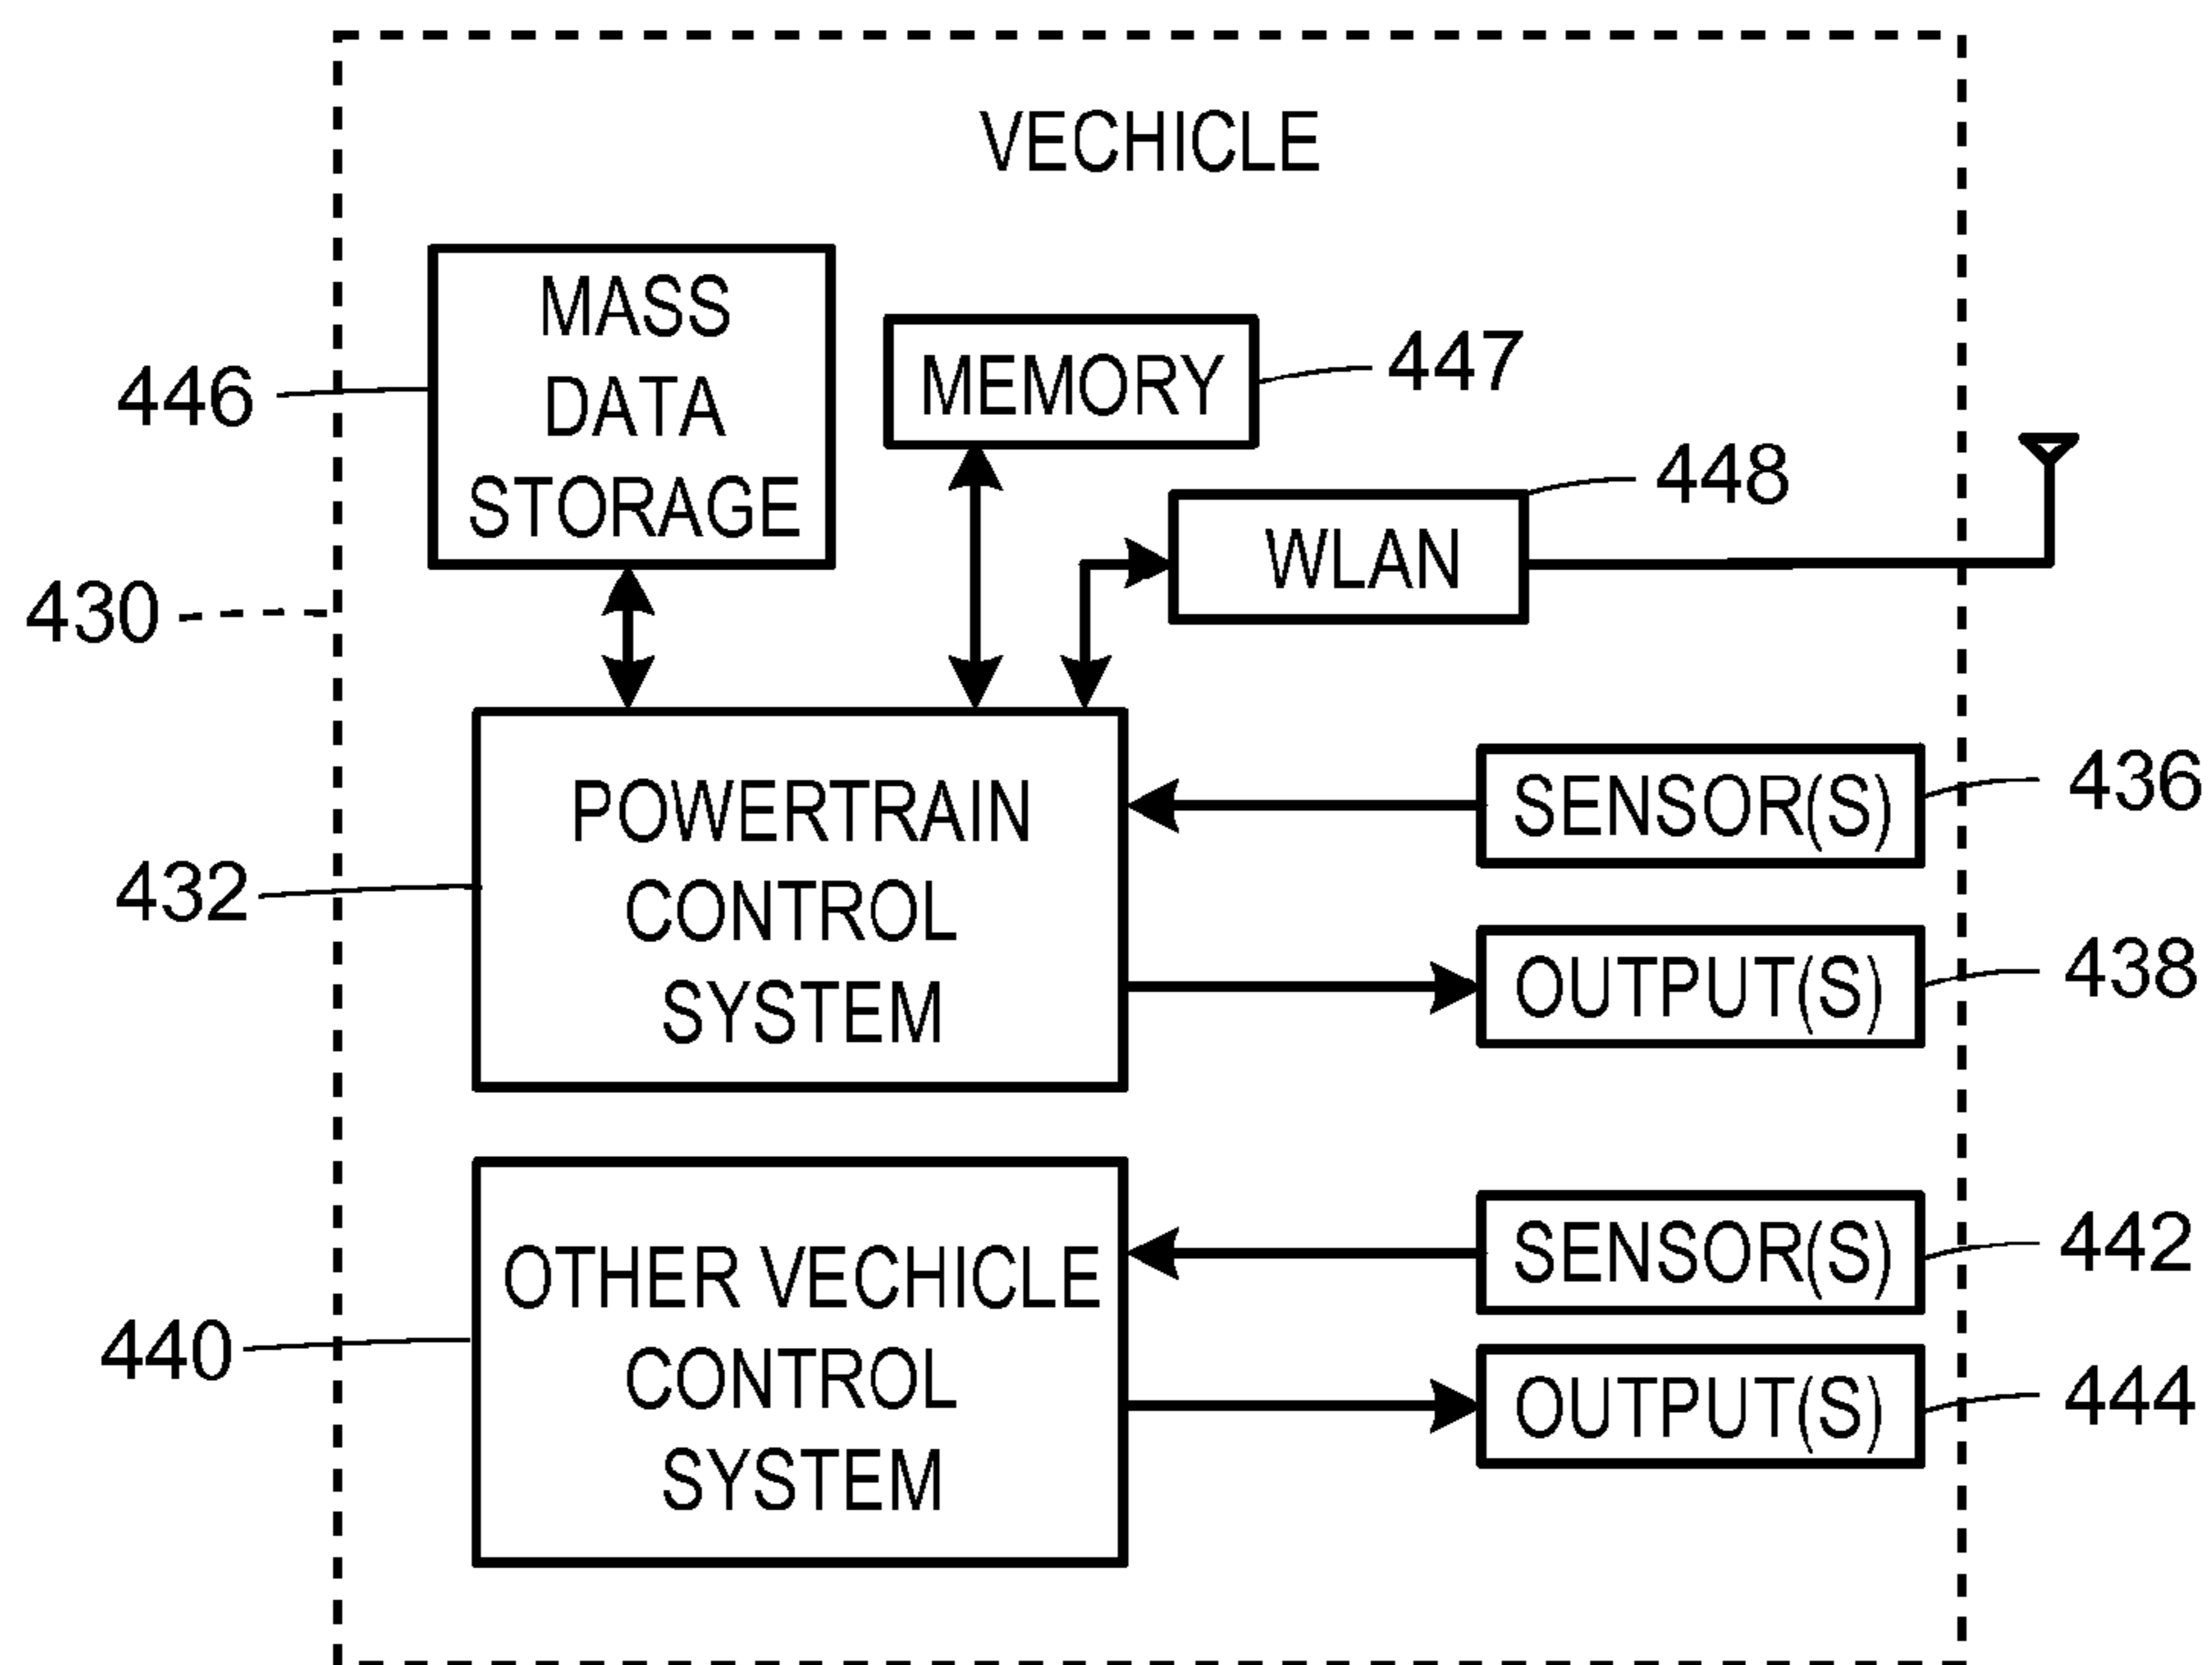 VECHICLE
MASS
DATA
STORAGE
446
MEMORY
447
WLAN
448
430
POWERTRAIN
CONTROL
SYSTEM
432
SENSOR(S)
436
OUTPUT(S)
438
OTHER VECHICLE
CONTROL
SYSTEM
440
SENSOR(S)
442
OUTPUT(S)
444